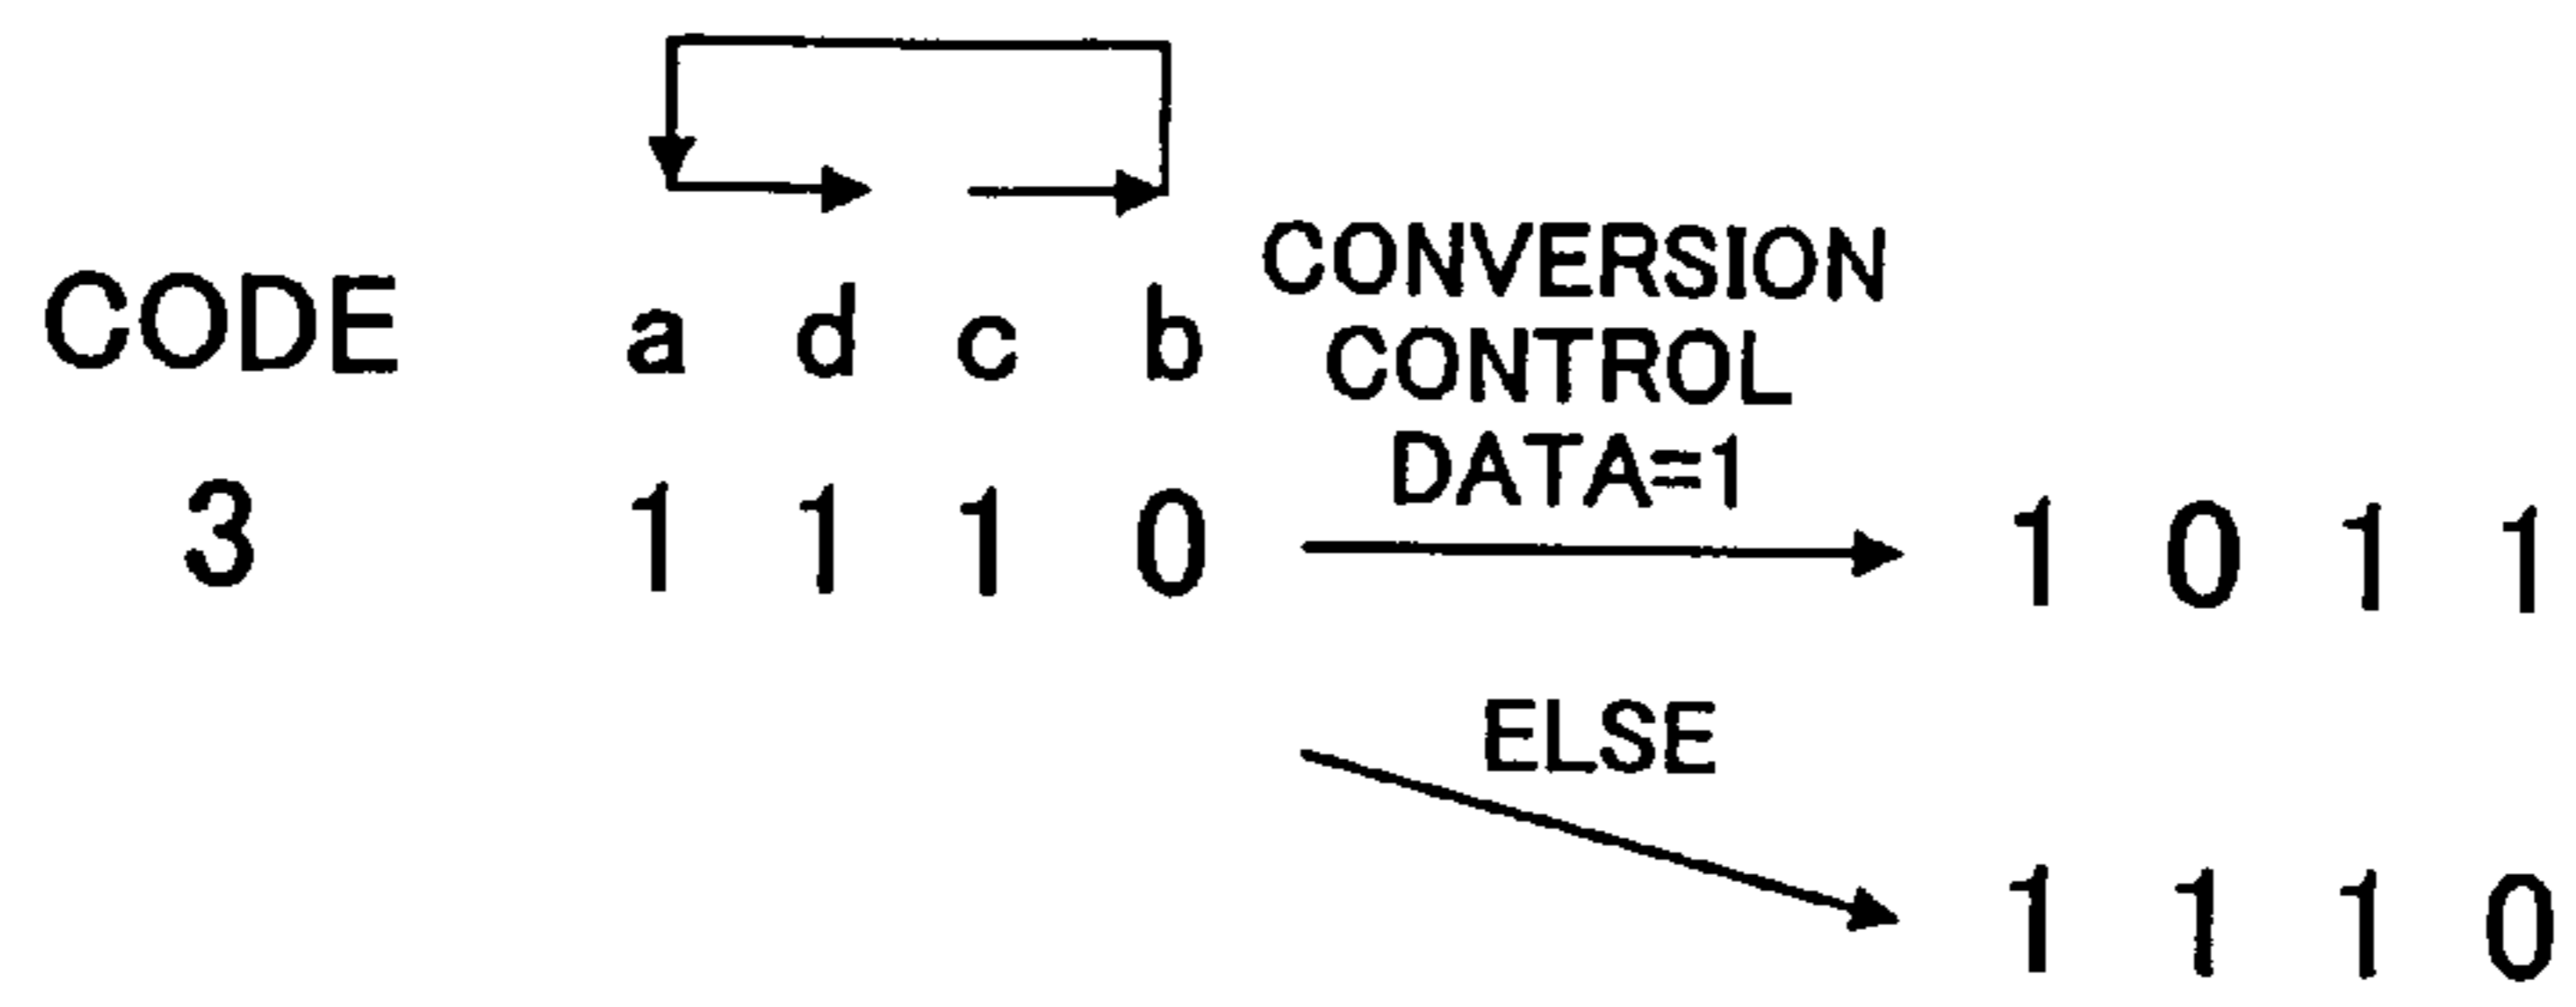 CODE a d c b CONVERSION
CONTROL
DATA=1
3 1 1 1 0 1 0 1 1
ELSE
1 1 1 0